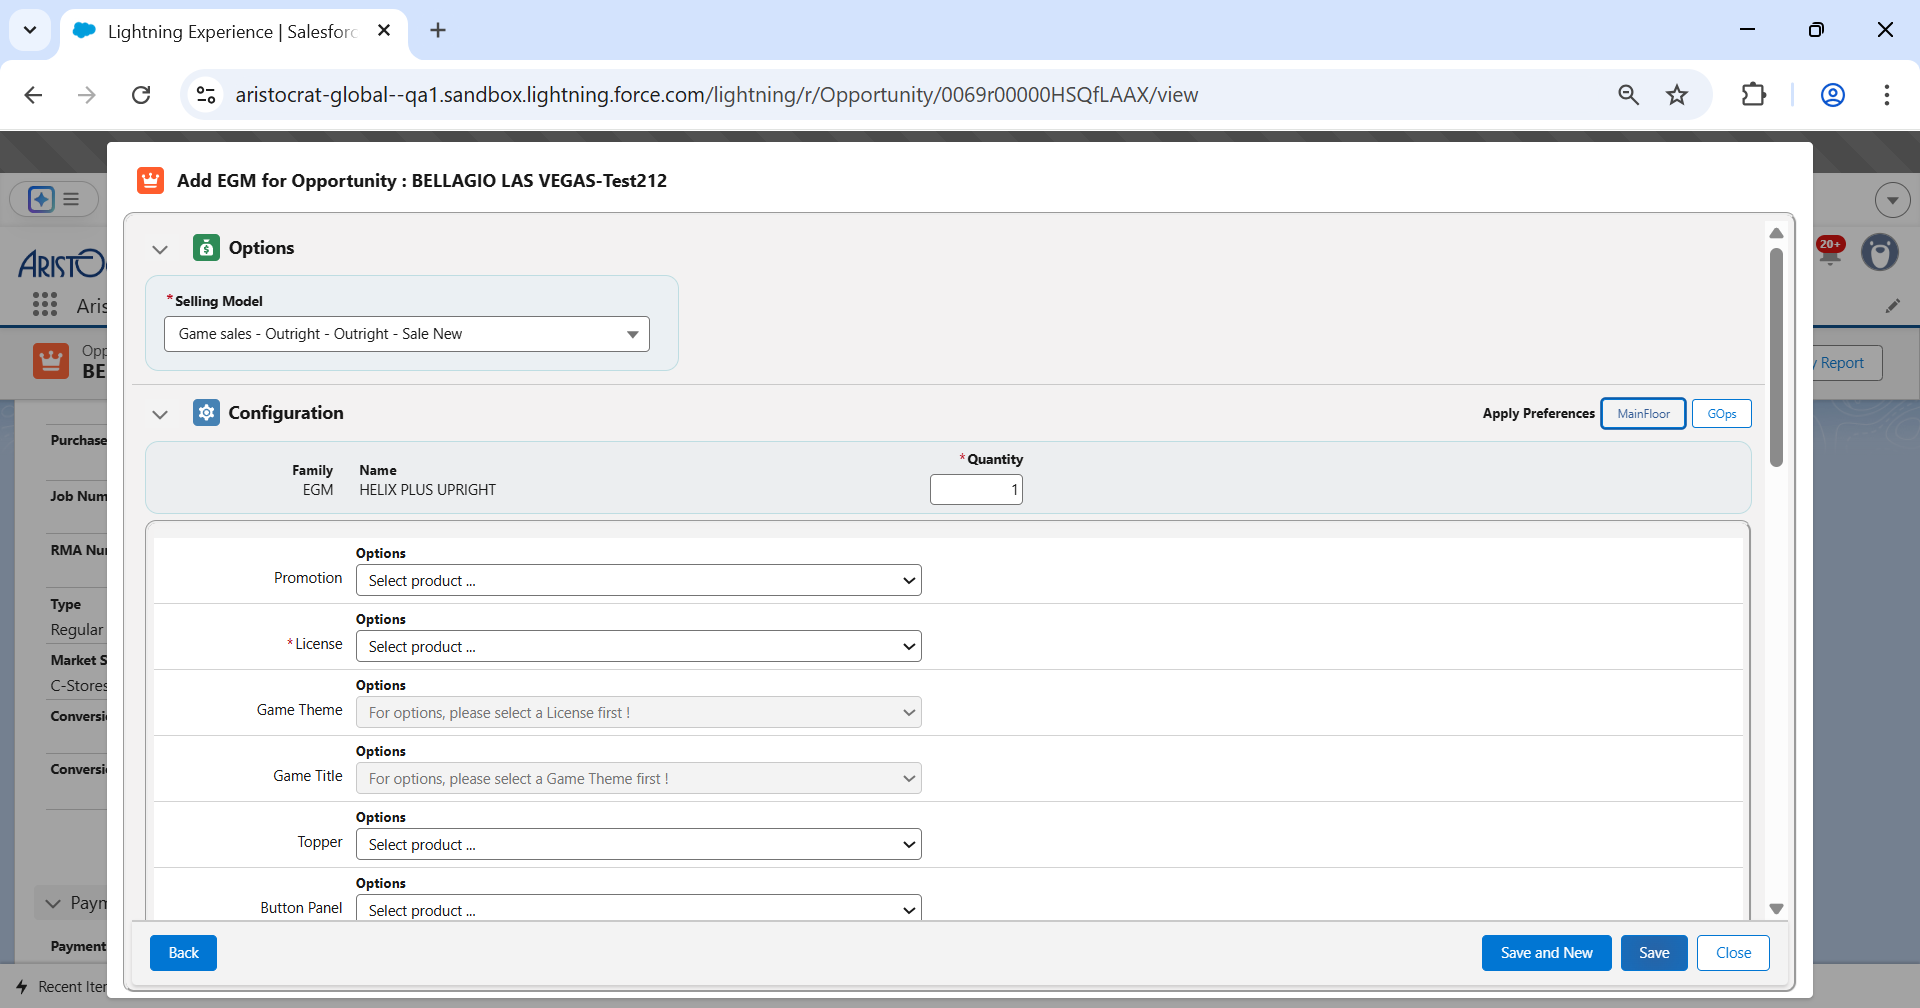 Lightning Experience | Salesforc
aristocrat-global--qa1.sandbox.lightning.force.com/lightning/r/Opportunity/0069r00000HSQfLAAX/view
Add EGM for Opportunity : BELLAGIO LAS VEGAS-Test212
ARISTOC
Aris
20+
Opp
BE
y Report
Options
*Selling Model
Game sales - Outright - Outright - Sale New
Configuration
Apply Preferences MainFloor GOps
Family Name *Quantity
EGM HELIX PLUS UPRIGHT 1
Options
Promotion Select product ...
Options
*License Select product ...
Options
Game Theme For options, please select a License first !
Options
Game Title For options, please select a Game Theme first !
Options
Topper Select product ...
Options
Button Panel Select product ...
Back Save and New Save Close
Purchase
Job Num
RMA Nu
Type
Regular
Market S
C-Stores
Conversi
Conversi
Paym
Payment
Recent Iter